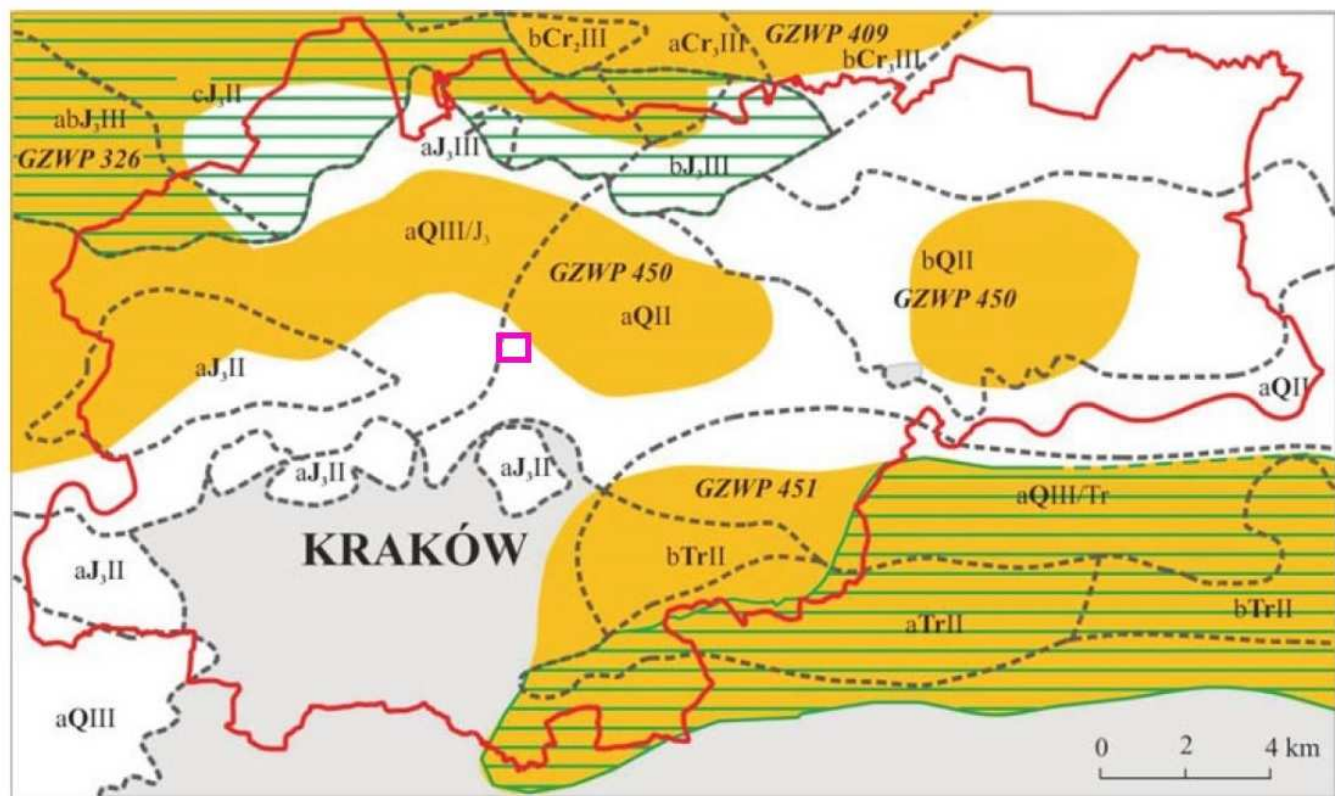 bCr₂III
aCr₃III
GZWP 409
bCr₃III
cJ₃II
abJ₃III
GZWP 326
aJ₃III
bJ₃III
aQIII/J₃
GZWP 450
aQII
bQII
GZWP 450
aJ₃II
aQII
aJ₃II
aJ₃II
GZWP 451
aQIII/Tr
KRAKÓW
bTrII
aJ₃II
aTrII
bTrII
aQIII
0 2 4 km